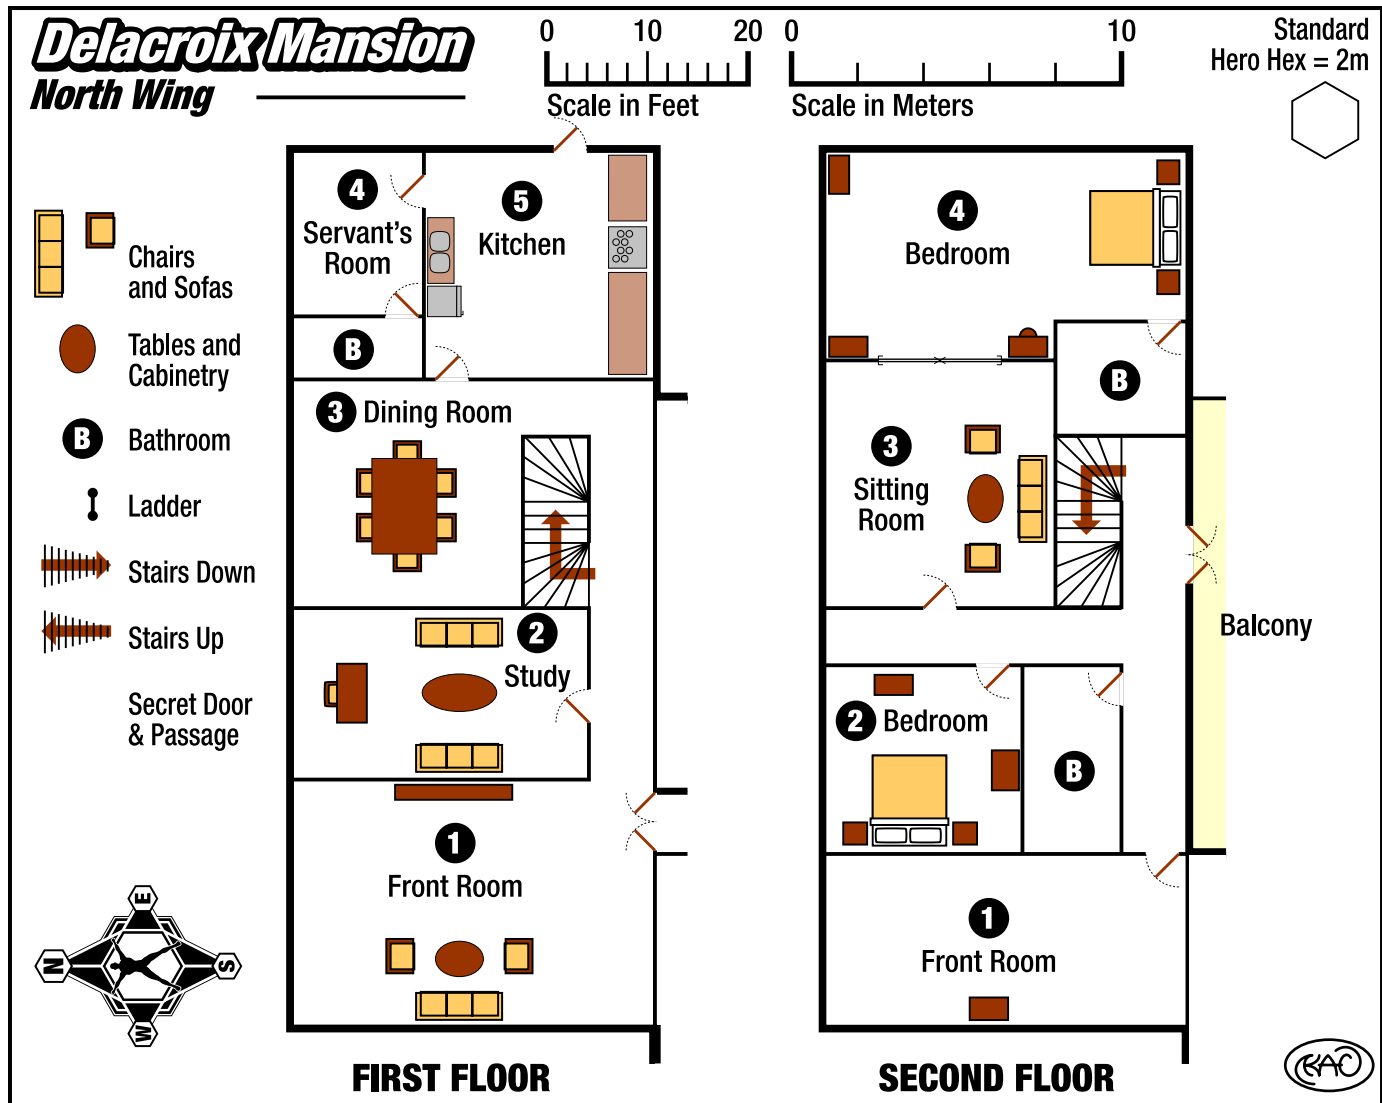 Delacroix Mansion
North Wing
0 10 20
Scale in Feet
0 10
Scale in Meters
Standard
Hero Hex = 2m
Chairs
and Sofas
Tables and
Cabinetry
B Bathroom
Ladder
Stairs Down
Stairs Up
Secret Door
& Passage
N
E
S
W
4
Servant's
Room
5
Kitchen
B
3 Dining Room
2
Study
1
Front Room
FIRST FLOOR
4
Bedroom
B
3
Sitting
Room
Balcony
2 Bedroom
B
1
Front Room
SECOND FLOOR
KAC